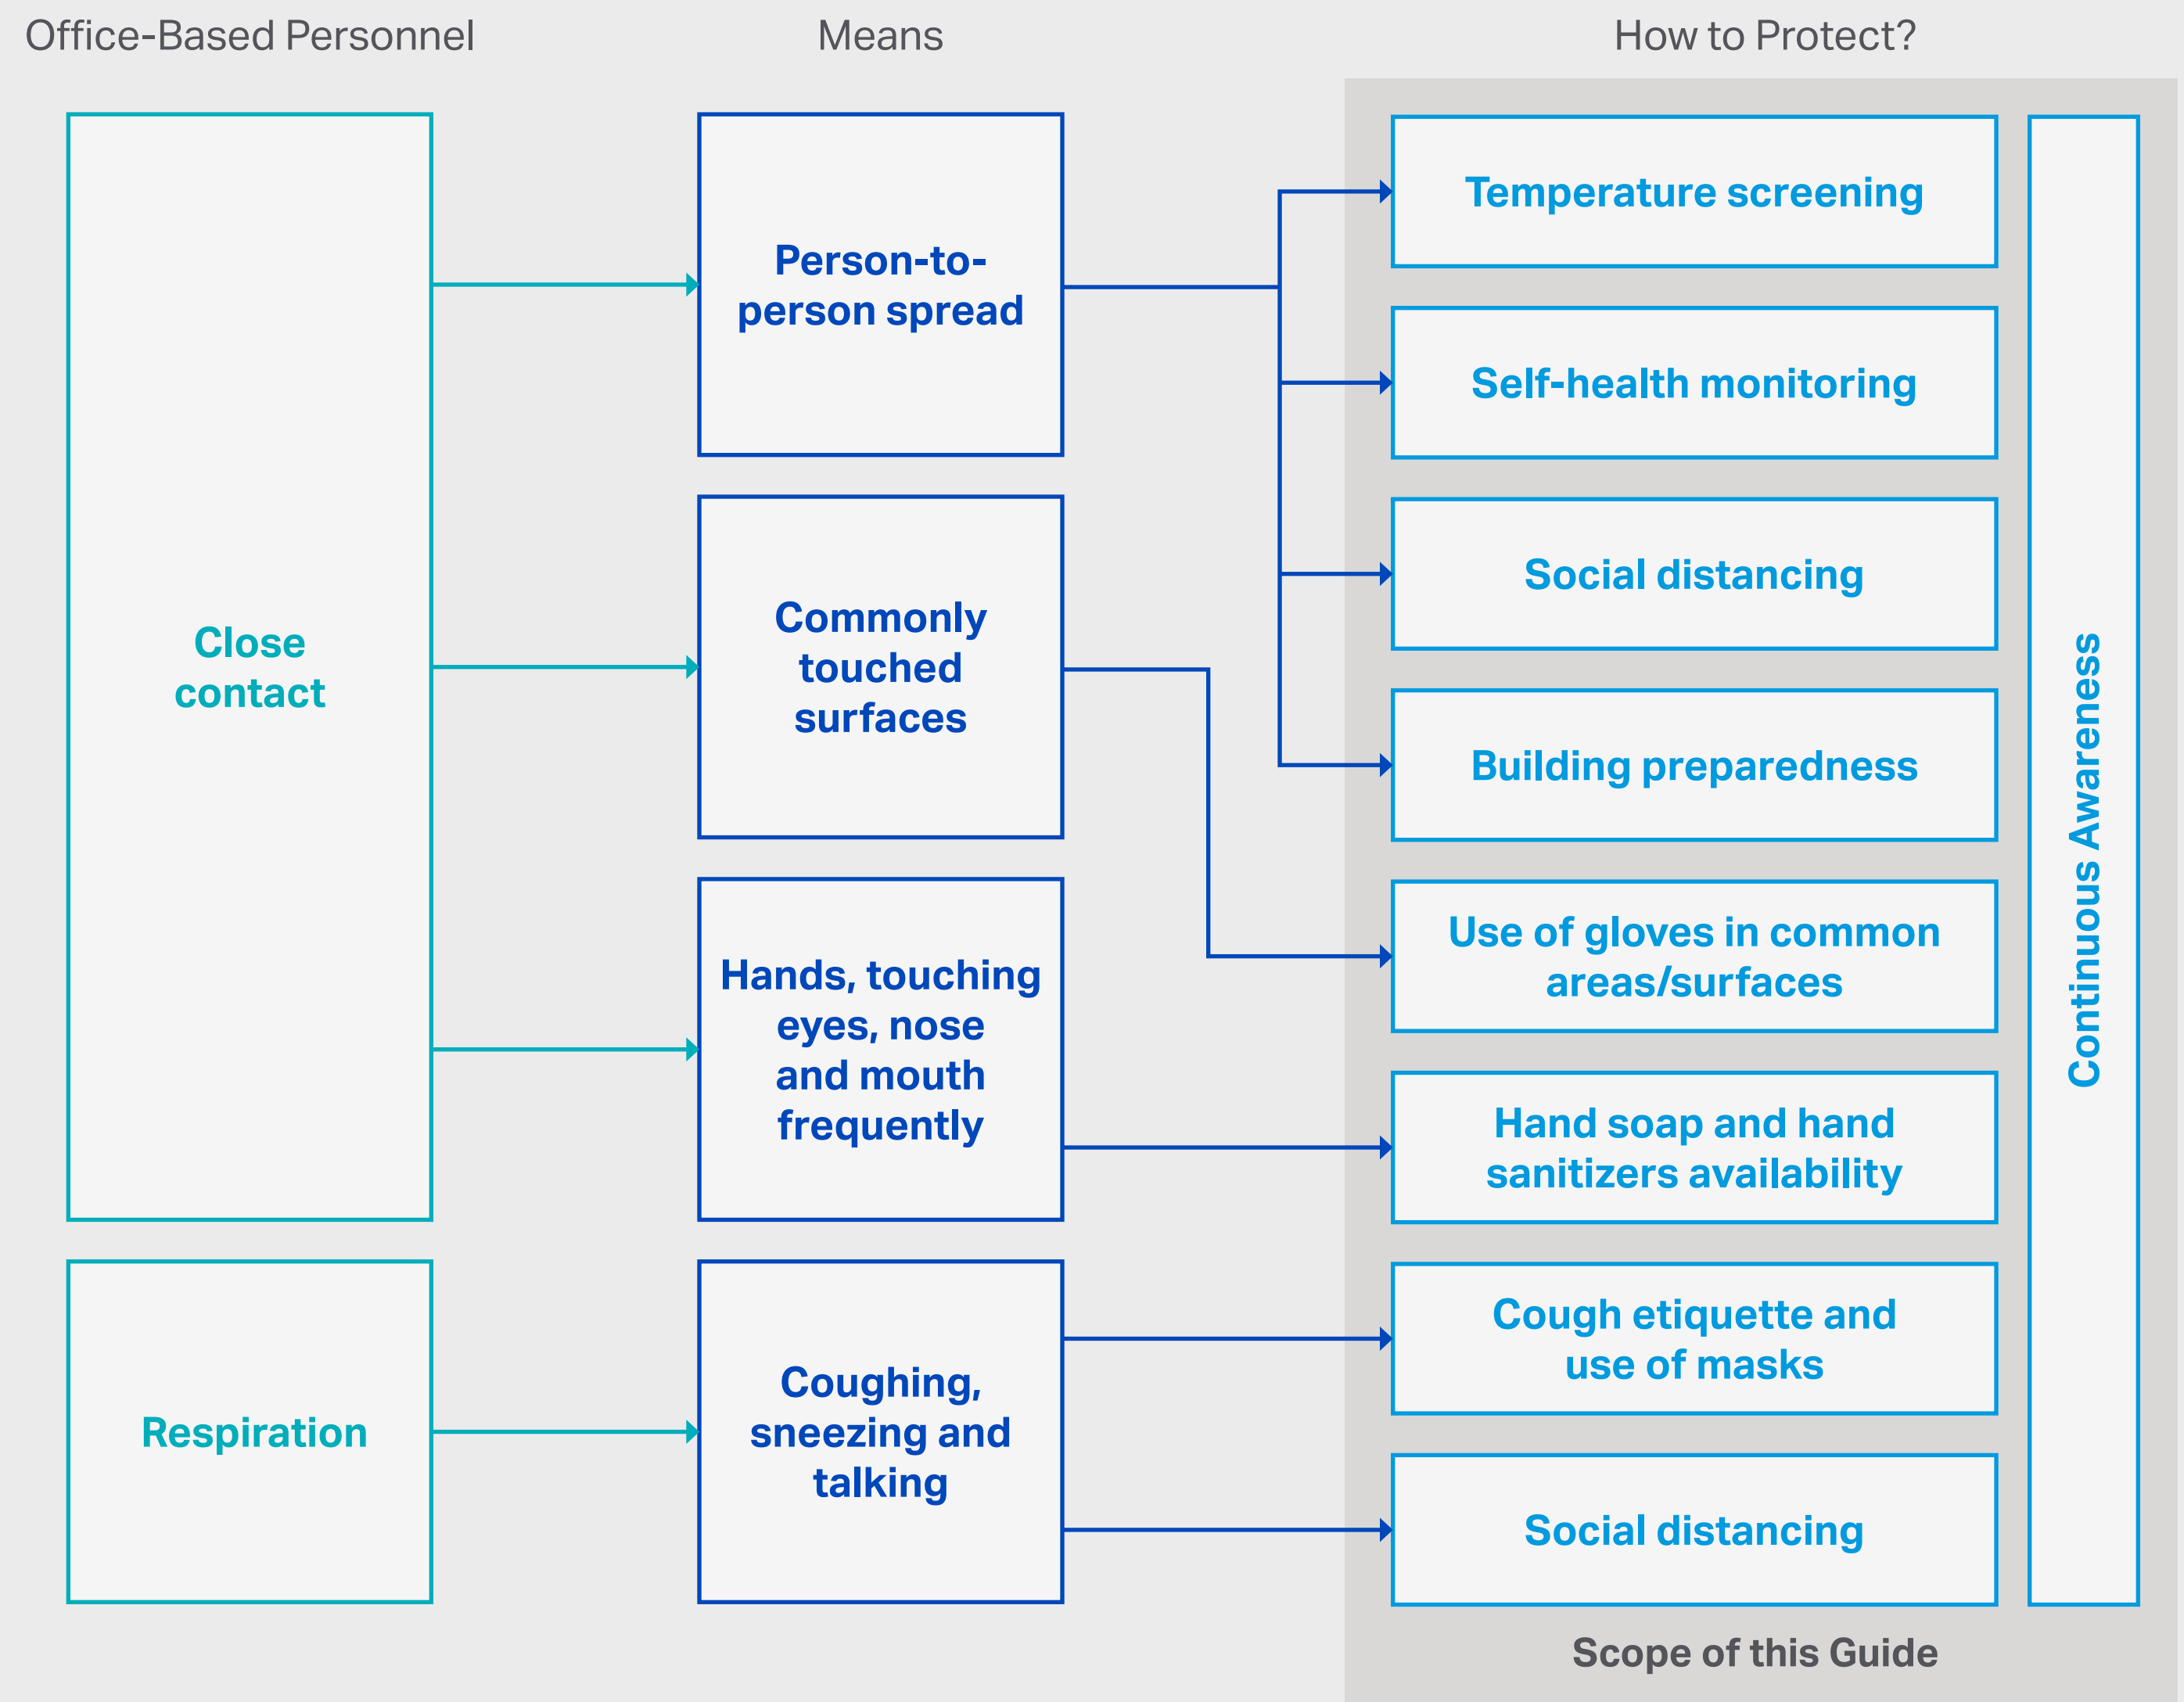 Office-Based Personnel
Means
How to Protect?
Close
contact
Respiration
Person-to-
person spread
Commonly
touched
surfaces
Hands, touching
eyes, nose
and mouth
frequently
Coughing,
sneezing and
talking
Temperature screening
Self-health monitoring
Social distancing
Building preparedness
Use of gloves in common
areas/surfaces
Hand soap and hand
sanitizers availability
Cough etiquette and
use of masks
Social distancing
Continuous Awareness
Scope of this Guide